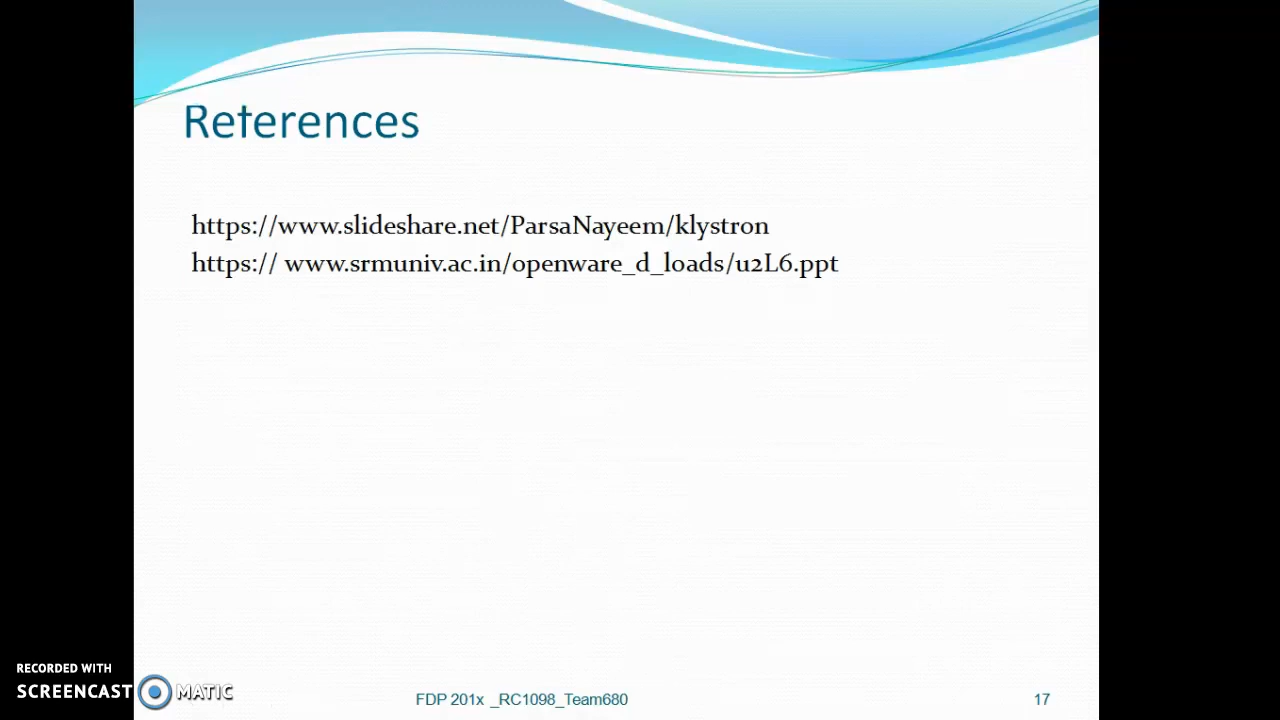 References
https://www.slideshare.net/ParsaNayeem/klystron
https:// www.srmuniv.ac.in/openware_d_loads/u2L6.ppt
RECORDED WITH
SCREENCAST MATIC
FDP 201x _RC1098_Team680
17